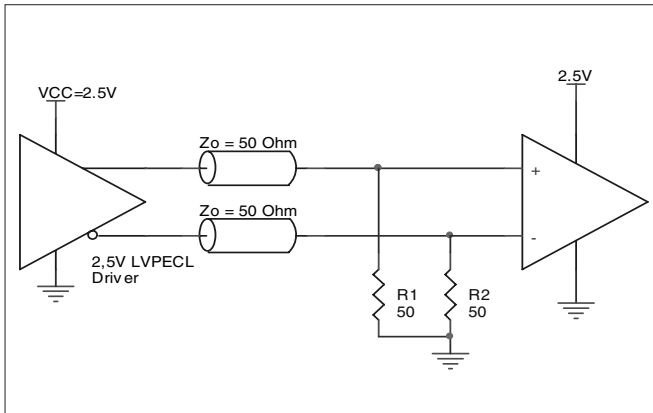 VCC=2.5V
2.5V
Zo = 50 Ohm
+
Zo = 50 Ohm
-
2,5V LVPECL
Driver
R1
50
R2
50